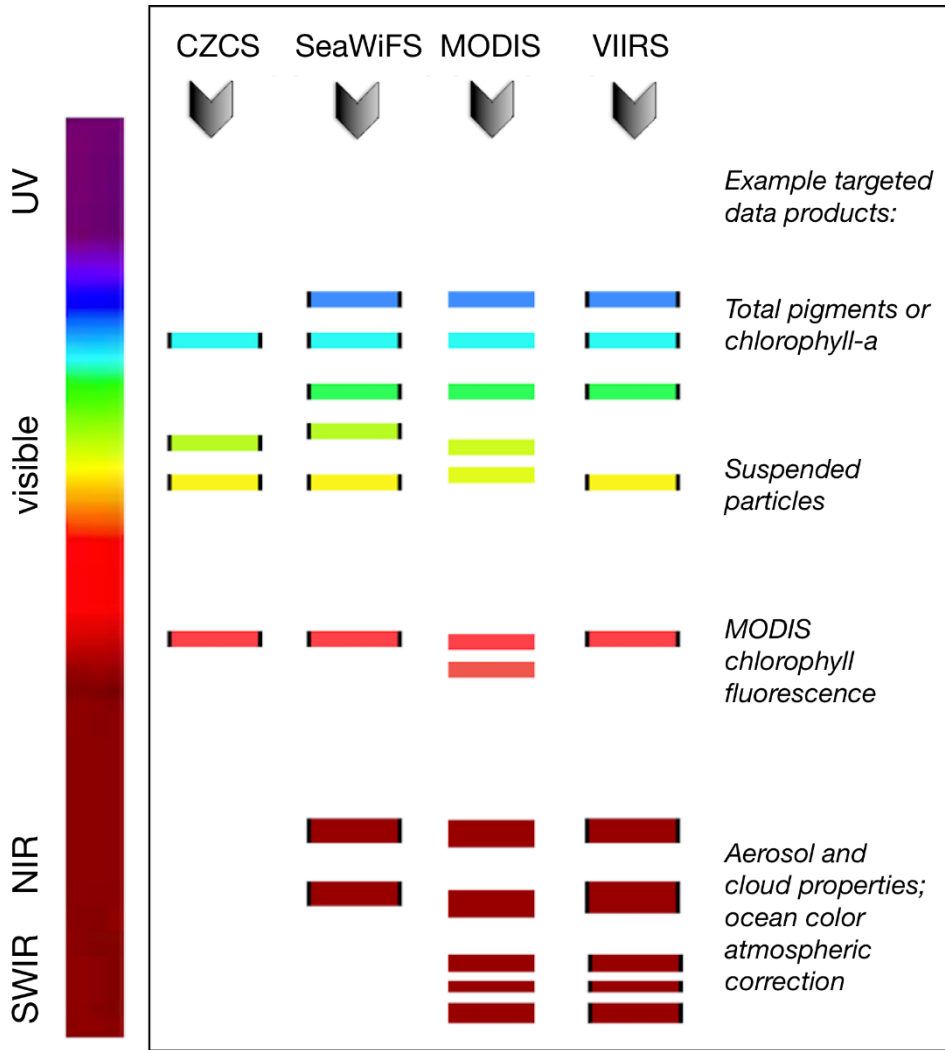 CZCS SeaWiFS MODIS VIIRS
UV
visible
NIR
SWIR
Example targeted
data products:
Total pigments or
chlorophyll-a
Suspended
particles
MODIS
chlorophyll
fluorescence
Aerosol and
cloud properties;
ocean color
atmospheric
correction